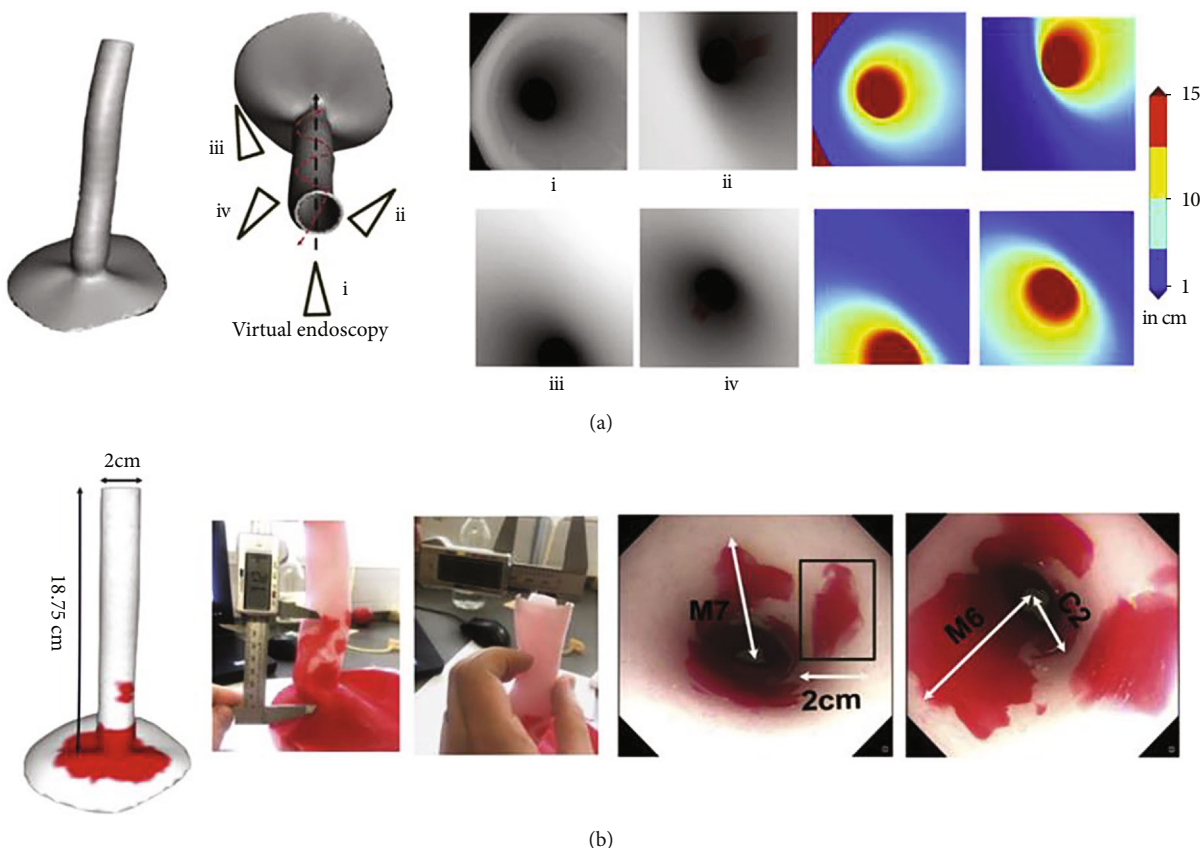 iii
iv
ii
i
Virtual endoscopy
i
ii
iii
iv
15
10
1
in cm
(a)
2cm
18.75 cm
M7
2cm
M6
C2
(b)